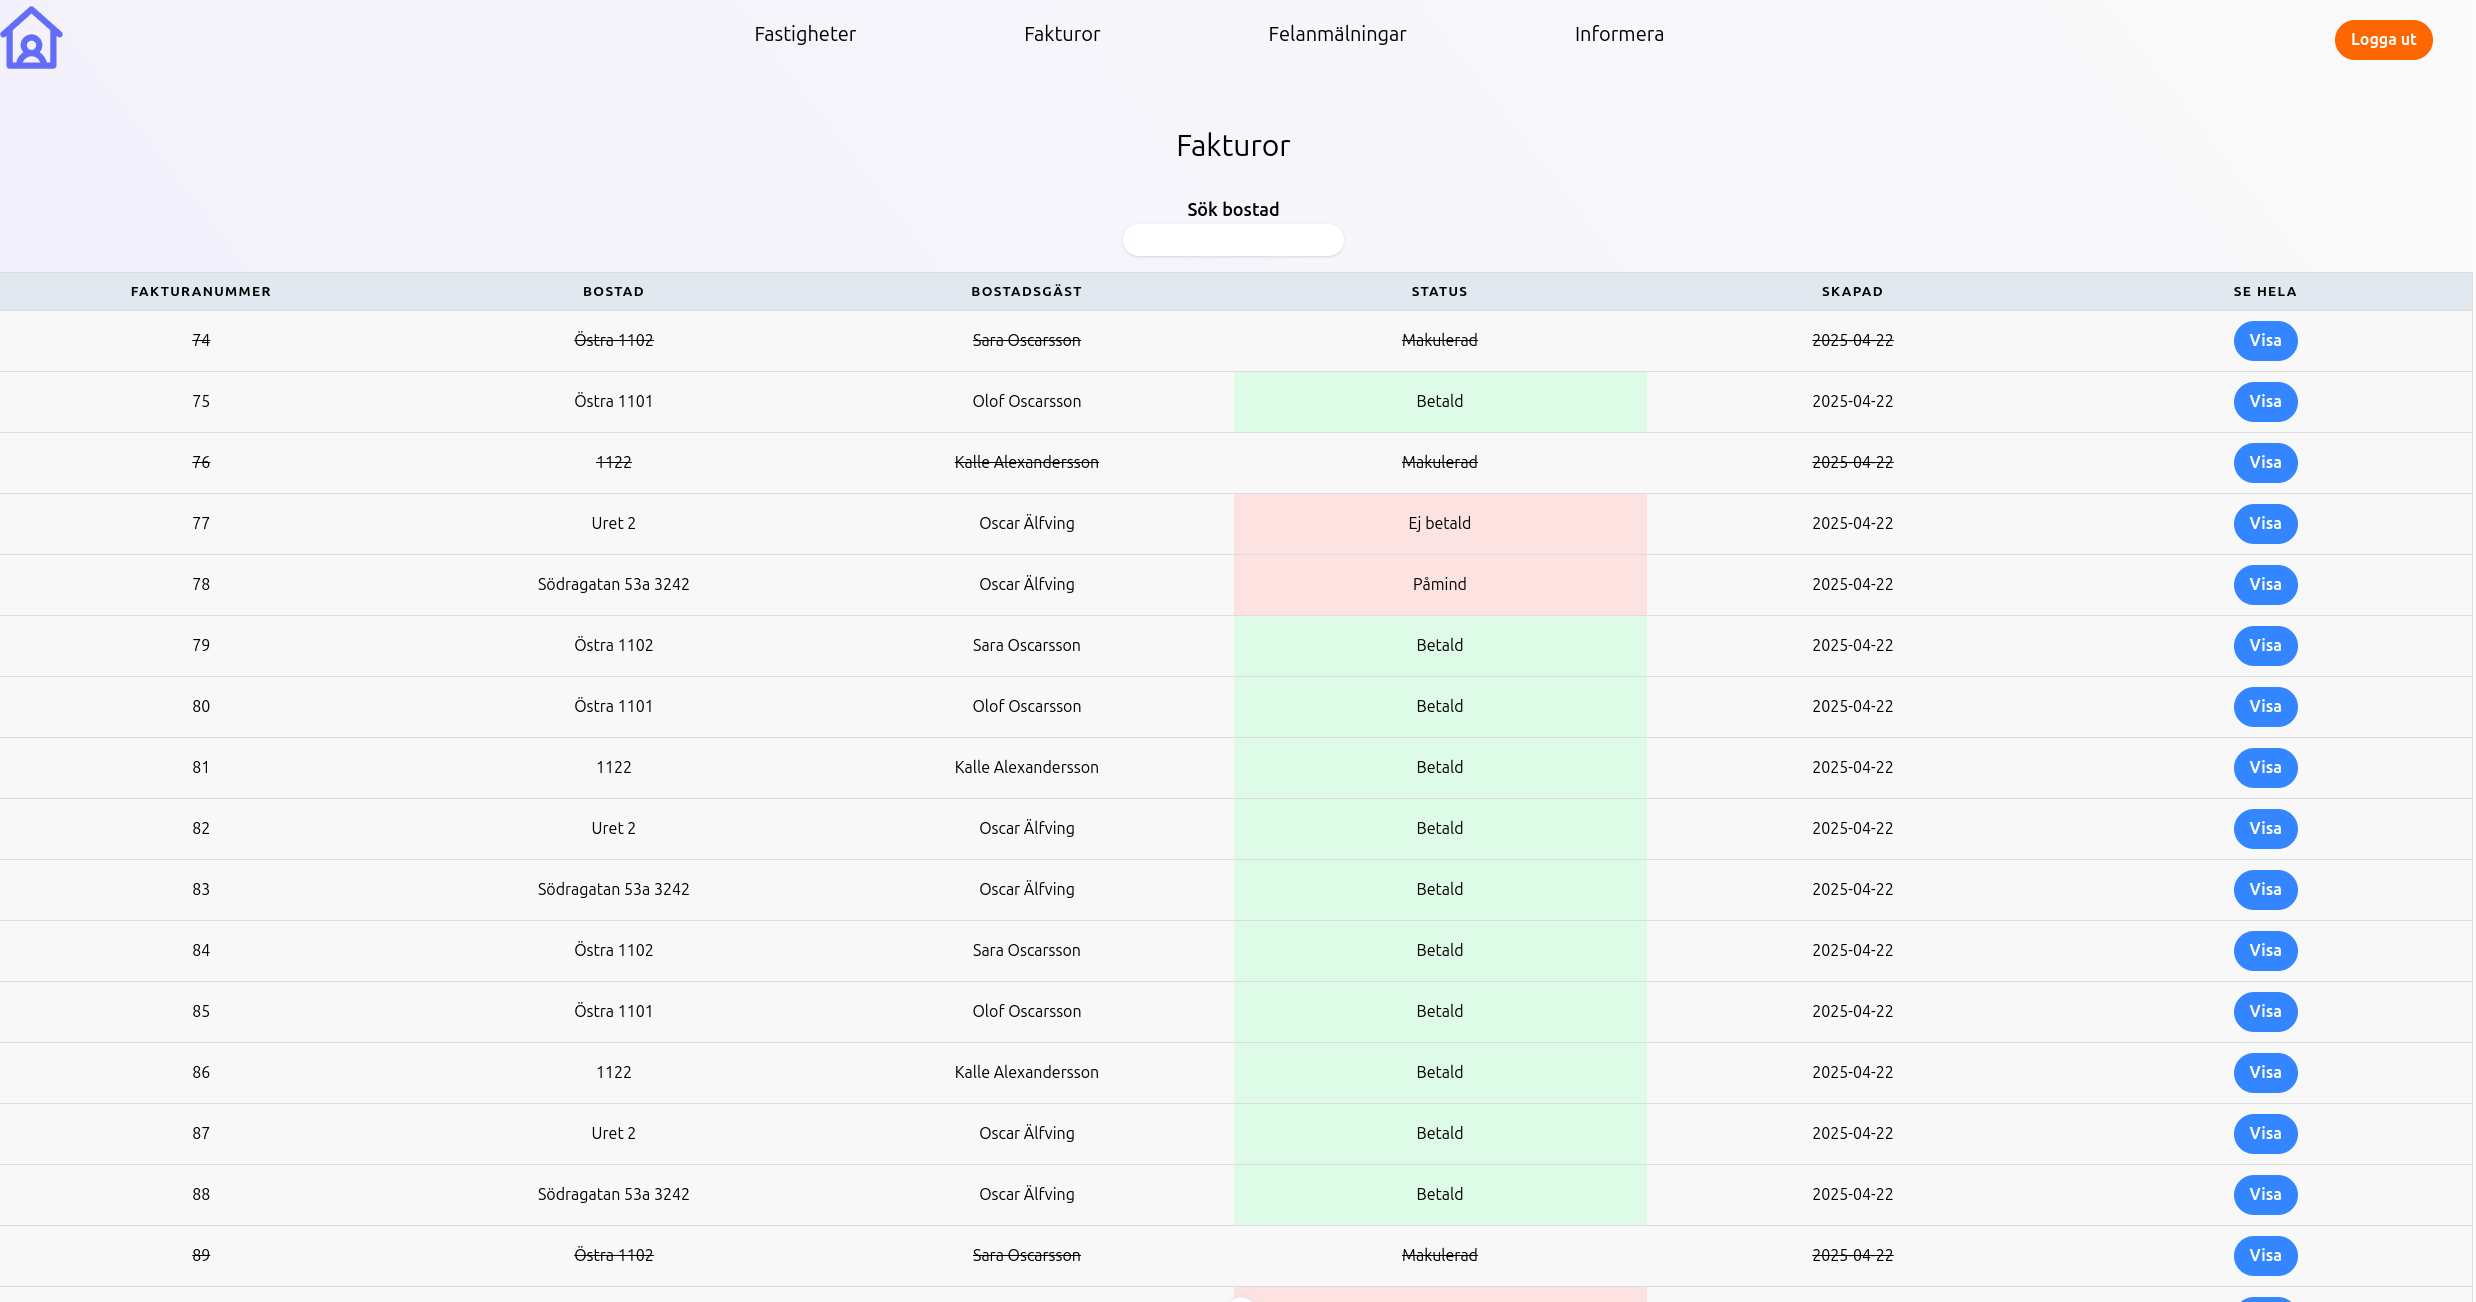 Fastigheter Fakturor Felanmälningar Informera Logga ut
Fakturor
Sök bostad
FAKTURANUMMER BOSTAD BOSTADSGÄST STATUS SKAPAD SE HELA
74 Östra 1102 Sara Oscarsson Makulerad 2025-04-22 Visa
75 Östra 1101 Olof Oscarsson Betald 2025-04-22 Visa
76 1122 Kalle Alexandersson Makulerad 2025-04-22 Visa
77 Uret 2 Oscar Älfving Ej betald 2025-04-22 Visa
78 Södragatan 53a 3242 Oscar Älfving Påmind 2025-04-22 Visa
79 Östra 1102 Sara Oscarsson Betald 2025-04-22 Visa
80 Östra 1101 Olof Oscarsson Betald 2025-04-22 Visa
81 1122 Kalle Alexandersson Betald 2025-04-22 Visa
82 Uret 2 Oscar Älfving Betald 2025-04-22 Visa
83 Södragatan 53a 3242 Oscar Älfving Betald 2025-04-22 Visa
84 Östra 1102 Sara Oscarsson Betald 2025-04-22 Visa
85 Östra 1101 Olof Oscarsson Betald 2025-04-22 Visa
86 1122 Kalle Alexandersson Betald 2025-04-22 Visa
87 Uret 2 Oscar Älfving Betald 2025-04-22 Visa
88 Södragatan 53a 3242 Oscar Älfving Betald 2025-04-22 Visa
89 Östra 1102 Sara Oscarsson Makulerad 2025-04-22 Visa